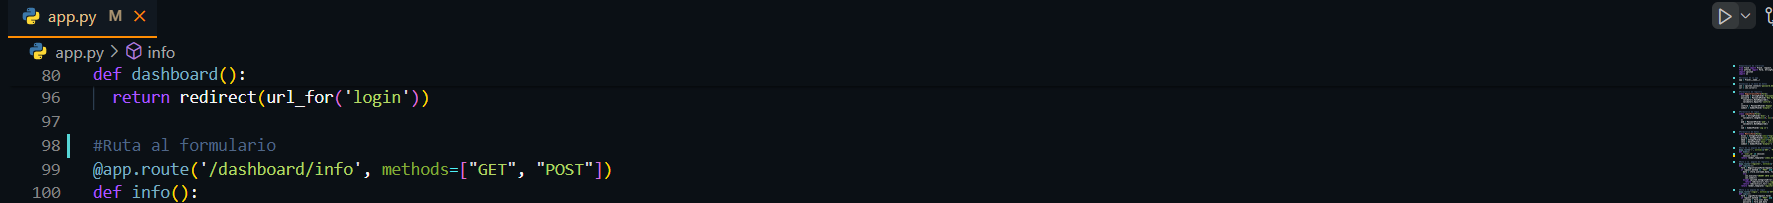 app.py M
app.py > info
80 def dashboard():
96 return redirect(url_for('login'))
97
98 #Ruta al formulario
99 @app.route('/dashboard/info', methods=["GET", "POST"])
100 def info():